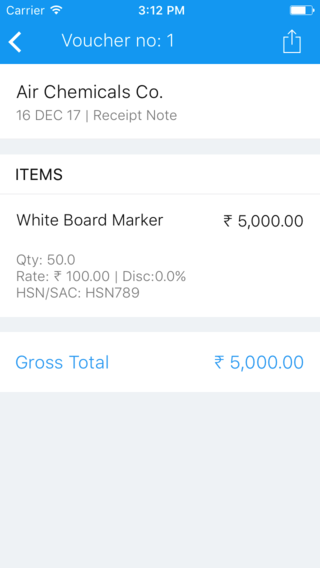 Carrier 3:12 PM
Voucher no: 1
Air Chemicals Co.
16 DEC 17 | Receipt Note
ITEMS
White Board Marker ₹ 5,000.00
Qty: 50.0
Rate: ₹ 100.00 | Disc:0.0%
HSN/SAC: HSN789
Gross Total ₹ 5,000.00